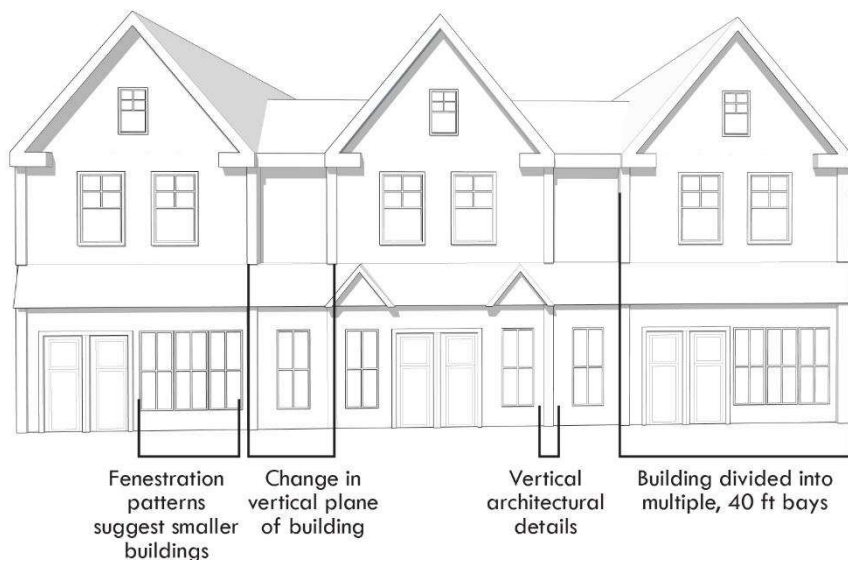 Fenestration
patterns
suggest smaller
buildings
Change in
vertical plane
of building
Vertical
architectural
details
Building divided into
multiple, 40 ft bays